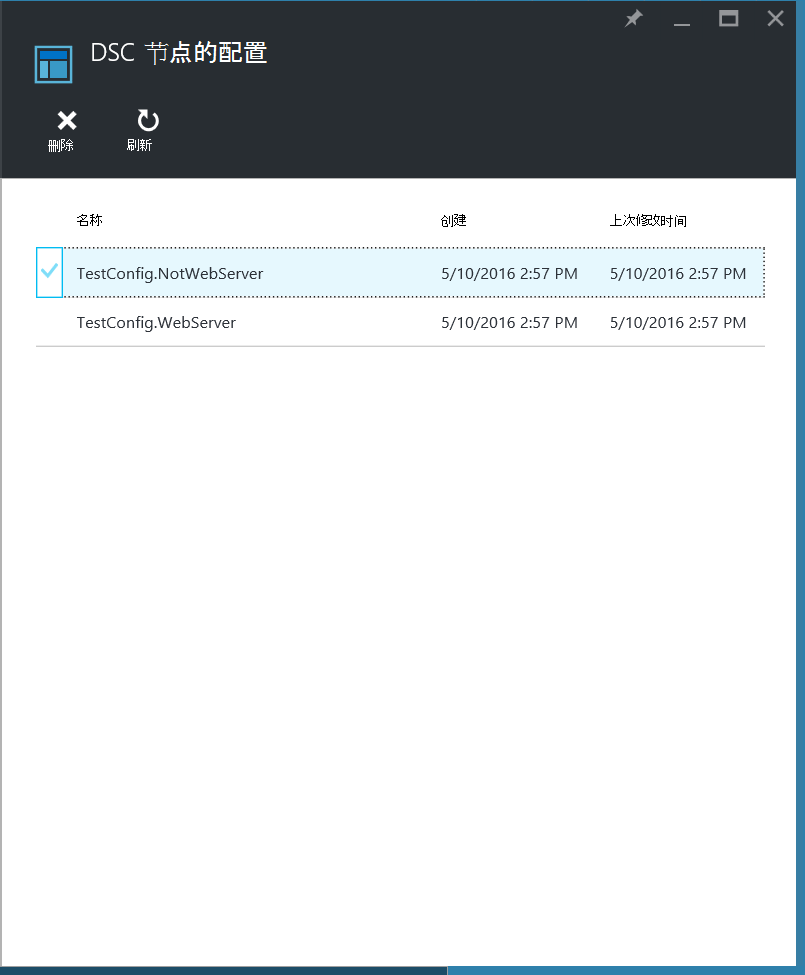 DSC 节点的配置
删除 刷新
名称 创建 上次修改时间
TestConfig.NotWebServer 5/10/2016 2:57 PM 5/10/2016 2:57 PM
TestConfig.WebServer 5/10/2016 2:57 PM 5/10/2016 2:57 PM